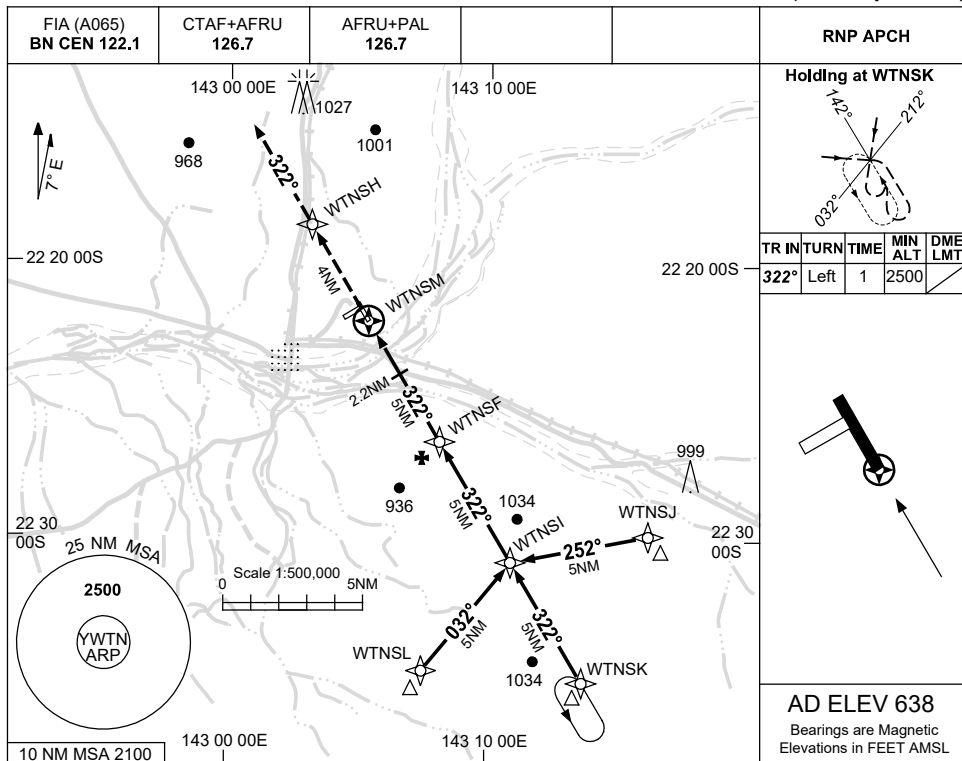 FIA (A065)
BN CEN 122.1
CTAF+AFRU
126.7
AFRU+PAL
126.7
RNP APCH
143 00 00E
143 10 00E
1027
1001
968
7° E
322°
WTNSH
22 20 00S
22 20 00S
4NM
WTNSM
2.2NM
322°
5NM
WTNSF
936
999
1034
322°
5NM
WTNSI
WTNSJ
252°
5NM
22 30
00S
22 30
00S
25 NM MSA
2500
YWTN
ARP
0 Scale 1:500,000 5NM
032°
5NM
WTNSL
322°
5NM
1034
WTNSK
143 00 00E
143 10 00E
10 NM MSA 2100
Holding at WTNSK
142°
212°
032°
TR IN TURN TIME MIN ALT DME LMT
322° Left 1 2500
AD ELEV 638
Bearings are Magnetic
Elevations in FEET AMSL